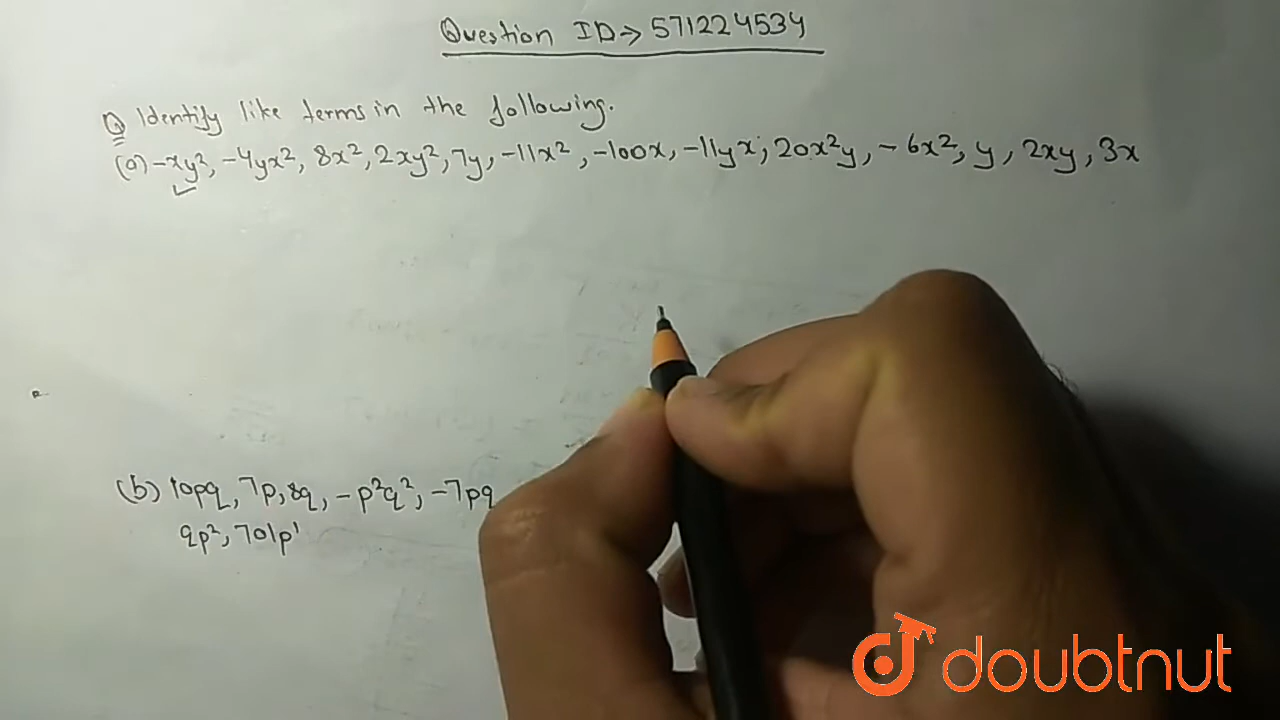 Question ID→571224534
Q Identify like terms in the following.
(a) -xy², -4yx², 8x², 2xy², 7y, -11x², -100x, -11yx, 20x²y, -6x², y, 2xy, 3x
(b) 10pq, 7p, 8q, -p²q², -7pq
qp², 701p
doubtnut